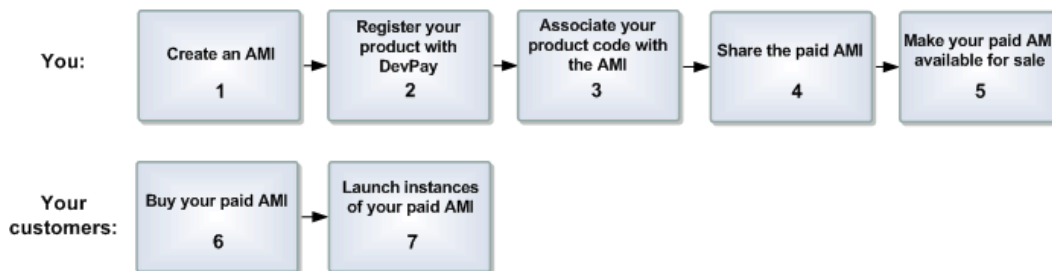 You:
Create an AMI
1
Register your
product with
DevPay
2
Associate your
product code with
the AMI
3
Share the paid AMI
4
Make your paid AM
available for sale
5
Your
customers:
Buy your paid AMI
6
Launch instances
of your paid AMI
7